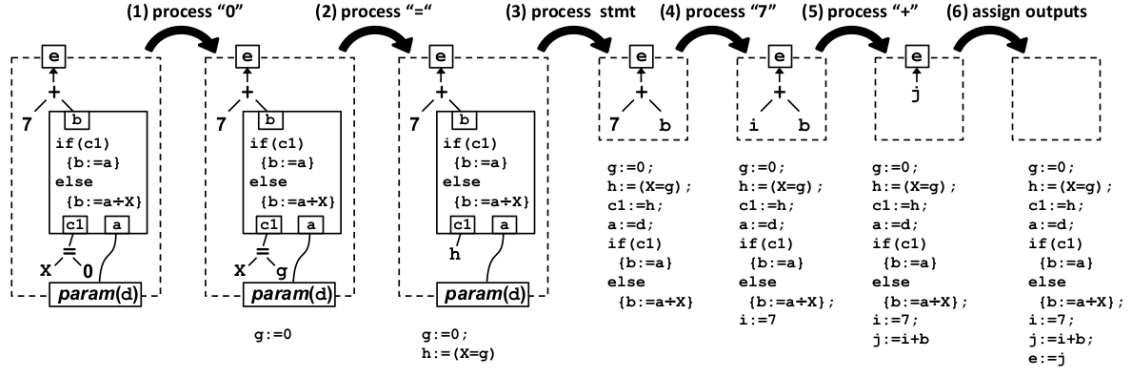 (1) process “0”
(2) process “=”
(3) process stmt
(4) process “7”
(5) process “+”
(6) assign outputs
e
+
7
b
if(c1)
{b:=a}
else
{b:=a÷X}
c1
a
=
X
0
param(d)
e
+
7
b
if(c1)
{b:=a}
else
{b:=a÷X}
c1
a
=
X
g
param(d)
g:=0
e
+
7
b
if(c1)
{b:=a}
else
{b:=a÷X}
c1
a
h
param(d)
g:=0;
h:=(X=g)
e
+
7
b
g:=0;
h:=(X=g);
c1:=h;
a:=d;
if(c1)
{b:=a}
else
{b:=a÷X}
e
+
i
b
g:=0;
h:=(X=g);
c1:=h;
a:=d;
if(c1)
{b:=a}
else
{b:=a÷X};
i:=7
e
j
g:=0;
h:=(X=g);
c1:=h;
a:=d;
if(c1)
{b:=a}
else
{b:=a÷X};
i:=7;
j:=i+b
g:=0;
h:=(X=g);
c1:=h;
a:=d;
if(c1)
{b:=a}
else
{b:=a÷X};
i:=7;
j:=i+b;
e:=j